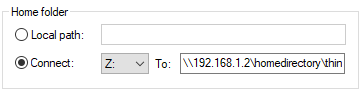 Home folder
Local path:
Connect: Z: To: \\192.168.1.2\homedirectory\thin